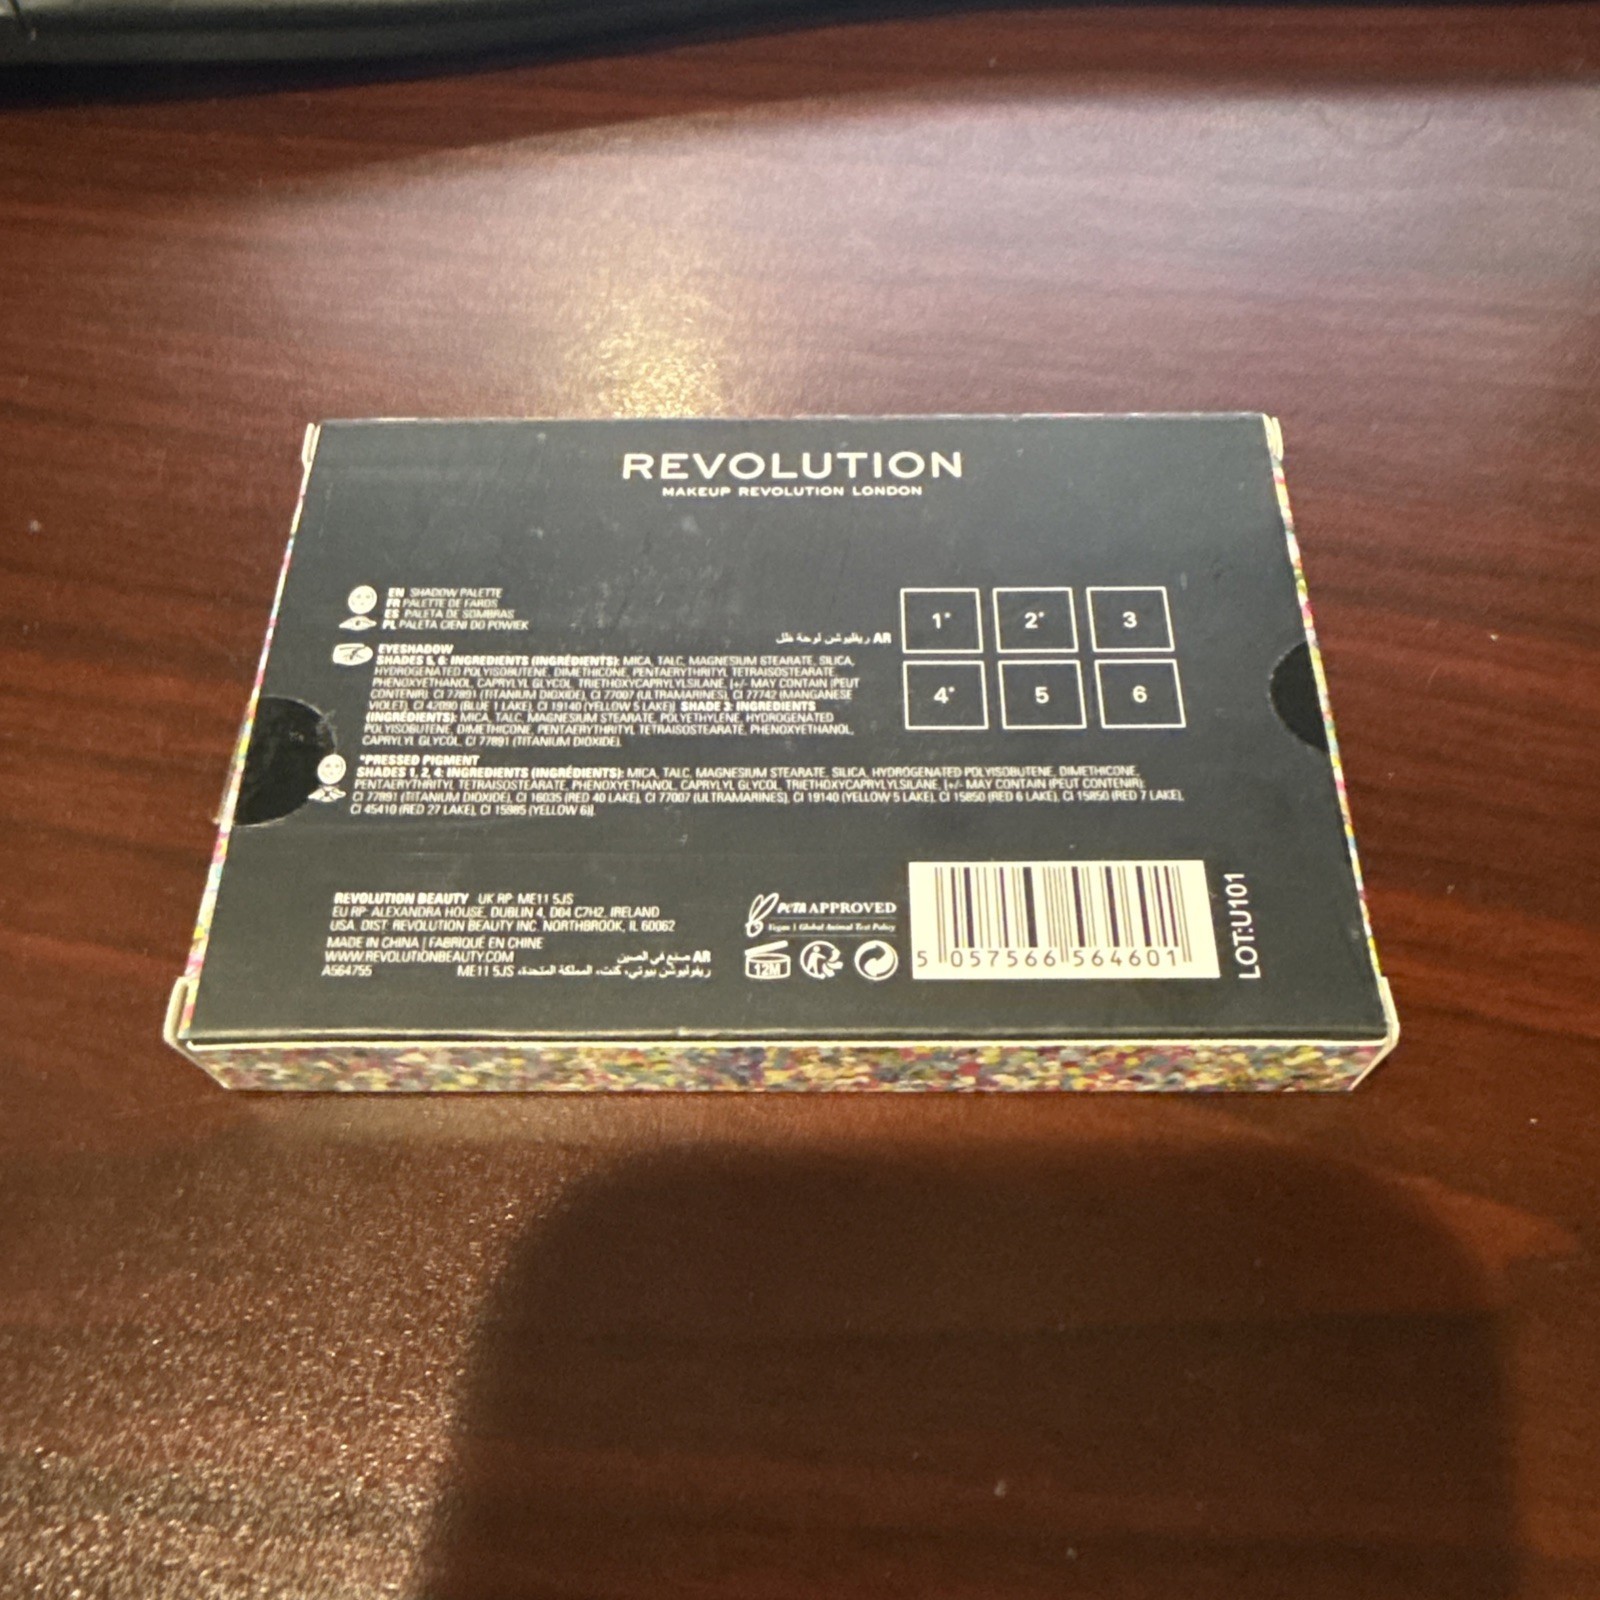 REVOLUTION
MAKEUP REVOLUTION LONDON
EN SHADOW PALETTE
FR PALETTE DE FARDS
ES PALETA DE SOMBRAS
PL PALETA CIENI DO POWIEK
AR ريڤليوشن لوحة ظل
EYESHADOW
SHADES 5, 6: INGREDIENTS (INGRÉDIENTS): MICA, TALC, MAGNESIUM STEARATE, SILICA,
HYDROGENATED POLYISOBUTENE, DIMETHICONE, PENTAERYTHRITYL TETRAISOSTEARATE,
PHENOXYETHANOL, CAPRYLYL GLYCOL, TRIETHOXYCAPRYLYLSILANE, [+/- MAY CONTAIN (PEUT
CONTENIR): CI 77891 (TITANIUM DIOXIDE), CI 77007 (ULTRAMARINES), CI 77742 (MANGANESE
VIOLET), CI 42090 (BLUE 1 LAKE), CI 19140 (YELLOW 5 LAKE)] SHADE 3: INGREDIENTS
(INGRÉDIENTS): MICA, TALC, MAGNESIUM STEARATE, POLYETHYLENE, HYDROGENATED
POLYISOBUTENE, DIMETHICONE, PENTAERYTHRITYL TETRAISOSTEARATE, PHENOXYETHANOL,
CAPRYLYL GLYCOL, CI 77891 (TITANIUM DIOXIDE).
1* 2* 3
4* 5 6
*PRESSED PIGMENT
SHADES 1, 2, 4: INGREDIENTS (INGRÉDIENTS): MICA, TALC, MAGNESIUM STEARATE, SILICA, HYDROGENATED POLYISOBUTENE, DIMETHICONE,
PENTAERYTHRITYL TETRAISOSTEARATE, PHENOXYETHANOL, CAPRYLYL GLYCOL, TRIETHOXYCAPRYLYLSILANE, [+/- MAY CONTAIN (PEUT CONTENIR):
CI 77891 (TITANIUM DIOXIDE), CI 16035 (RED 40 LAKE), CI 77007 (ULTRAMARINES), CI 19140 (YELLOW 5 LAKE), CI 15850 (RED 6 LAKE), CI 15850 (RED 7 LAKE),
CI 45410 (RED 27 LAKE), CI 15985 (YELLOW 6)].
REVOLUTION BEAUTY UK RP: ME11 5JS
EU RP: ALEXANDRA HOUSE, DUBLIN 4, D04 C7H2, IRELAND
USA. DIST: REVOLUTION BEAUTY INC. NORTHBROOK, IL 60062
MADE IN CHINA | FABRIQUÉ EN CHINE
WWW.REVOLUTIONBEAUTY.COM
A564755
AR صنع في الصين
ريفوليوشن بيوتي، كنت، المملكة المتحدة، ME11 5JS
PETA APPROVED
Vegan | Global Animal Test Policy
12M
5 057566 564601
LOT:U101